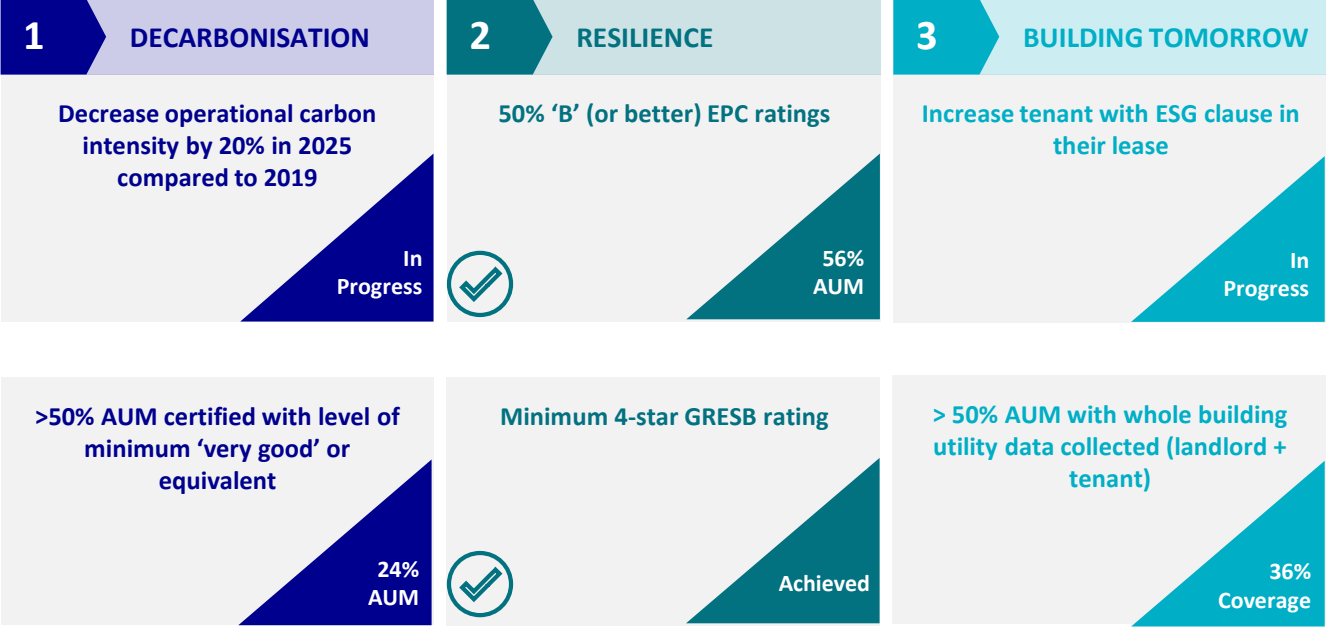 1
DECARBONISATION
Decrease operational carbon
intensity by 20% in 2025
compared to 2019
In
Progress
>50% AUM certified with level of
minimum ‘very good’ or
equivalent
24%
AUM
2
RESILIENCE
50% ‘B’ (or better) EPC ratings
56%
AUM
Minimum 4-star GRESB rating
Achieved
3
BUILDING TOMORROW
Increase tenant with ESG clause in
their lease
In
Progress
> 50% AUM with whole building
utility data collected (landlord +
tenant)
36%
Coverage